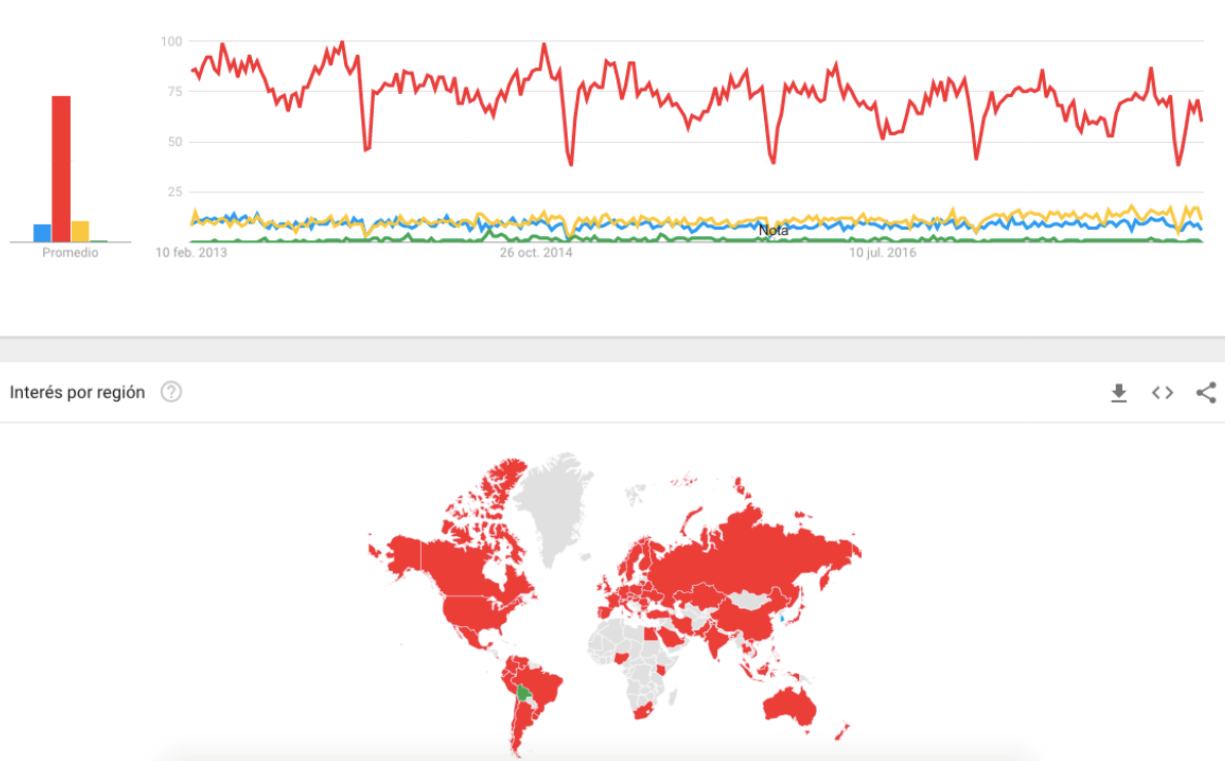 100
75
50
25
Nota
Promedio
10 feb. 2013
26 oct. 2014
10 jul. 2016
Interés por región
?